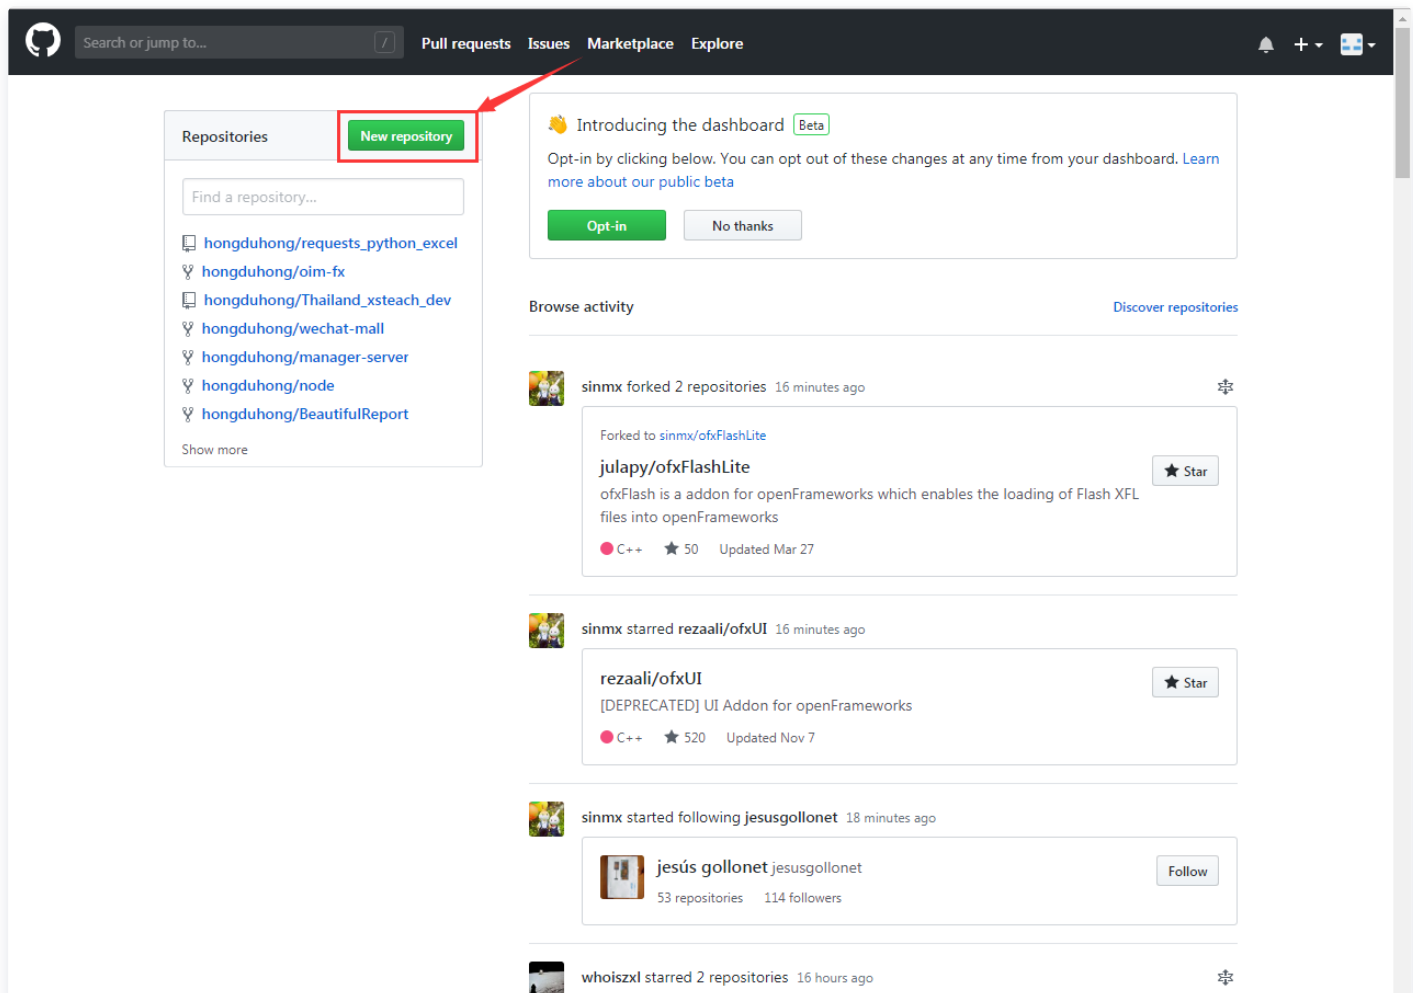 Search or jump to...
/
Pull requests Issues Marketplace Explore
Repositories
New repository
Find a repository...
hongduhong/requests_python_excel
hongduhong/oim-fx
hongduhong/Thailand_xsteach_dev
hongduhong/wechat-mall
hongduhong/manager-server
hongduhong/node
hongduhong/BeautifulReport
Show more
Introducing the dashboard Beta
Opt-in by clicking below. You can opt out of these changes at any time from your dashboard. Learn
more about our public beta
Opt-in No thanks
Browse activity Discover repositories
sinmx forked 2 repositories 16 minutes ago
Forked to sinmx/ofxFlashLite
julapy/ofxFlashLite
Star
ofxFlash is a addon for openFrameworks which enables the loading of Flash XFL
files into openFrameworks
C++ 50 Updated Mar 27
sinmx starred rezaali/ofxUI 16 minutes ago
rezaali/ofxUI
Star
[DEPRECATED] UI Addon for openFrameworks
C++ 520 Updated Nov 7
sinmx started following jesusgollonet 18 minutes ago
jesús gollonet jesusgollonet
Follow
53 repositories 114 followers
whoiszxl starred 2 repositories 16 hours ago